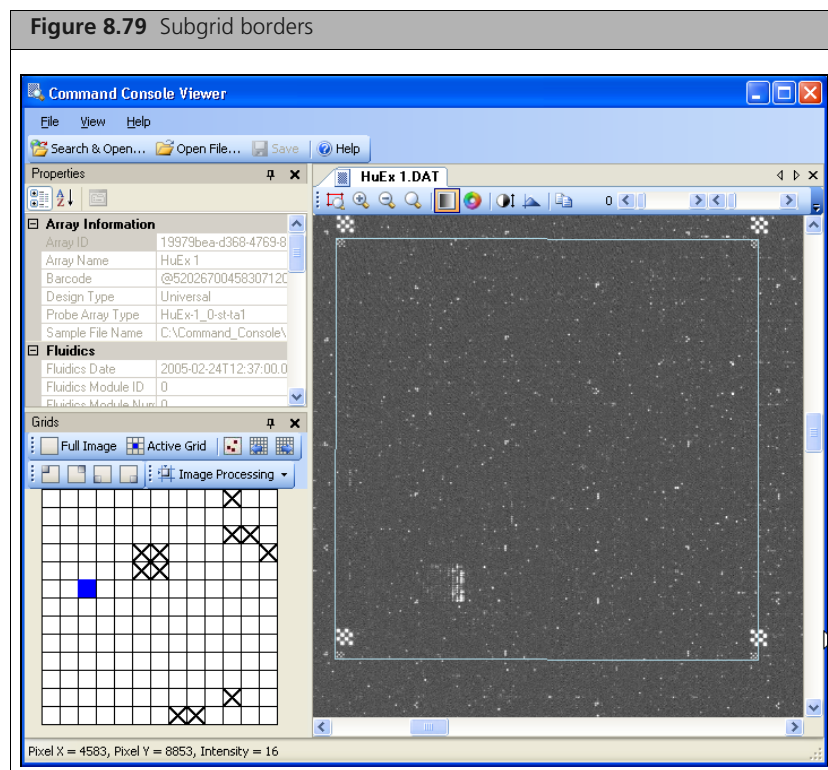 Figure 8.79 Subgrid borders
Command Console Viewer
File View Help
Search & Open... Open File... Save Help
Properties
HuEx 1.DAT
0
Array Information
Array ID 19979bea-d368-4769-8
Array Name HuEx 1
Barcode @52026700458307120
Design Type Universal
Probe Array Type HuEx-1_0-st-ta1
Sample File Name C:\Command_Console\
Fluidics
Fluidics Date 2005-02-24T12:37:00.0
Fluidics Module ID 0
Fluidics Module Num 0
Grids
Full Image Active Grid
Image Processing
Pixel X = 4583, Pixel Y = 8853, Intensity = 16